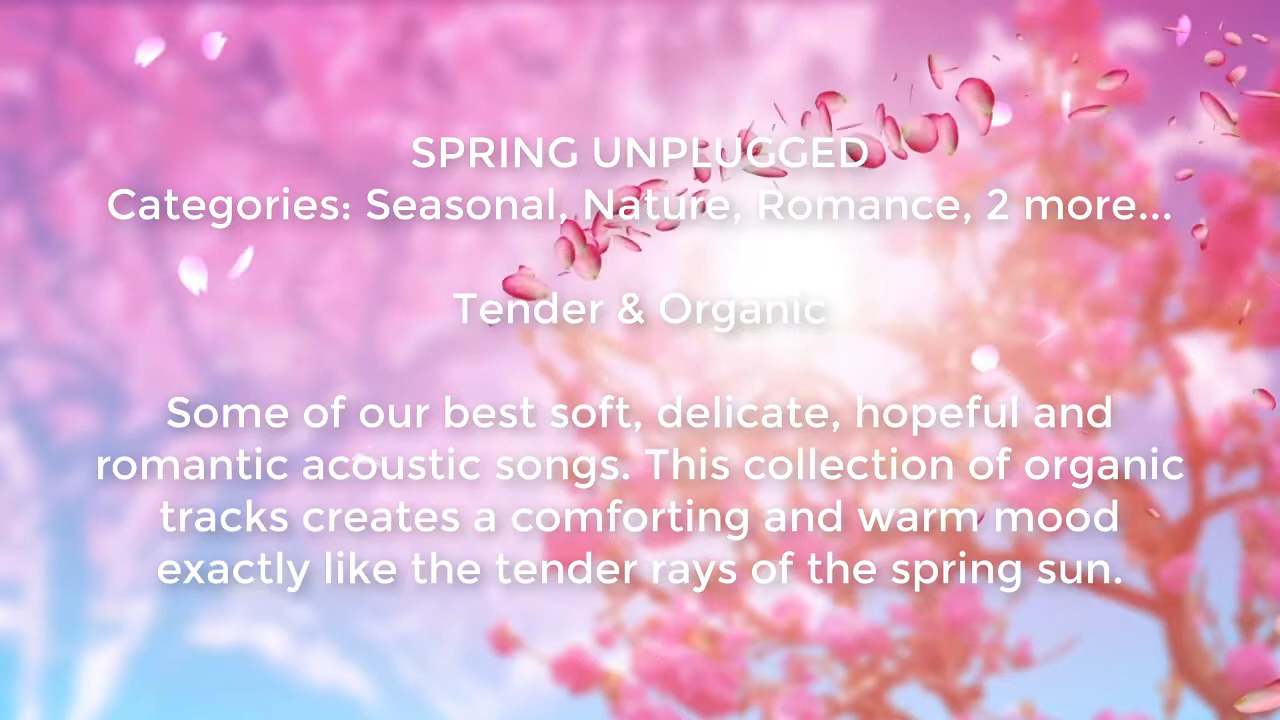 SPRING UNPLUGGED
Categories: Seasonal, Nature, Romance, 2 more...
Tender & Organic
Some of our best soft, delicate, hopeful and
romantic acoustic songs. This collection of organic
tracks creates a comforting and warm mood
exactly like the tender rays of the spring sun.